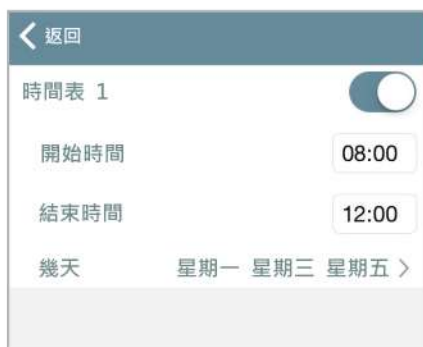 返回
時間表 1
開始時間 08:00
結束時間 12:00
幾天 星期一 星期三 星期五